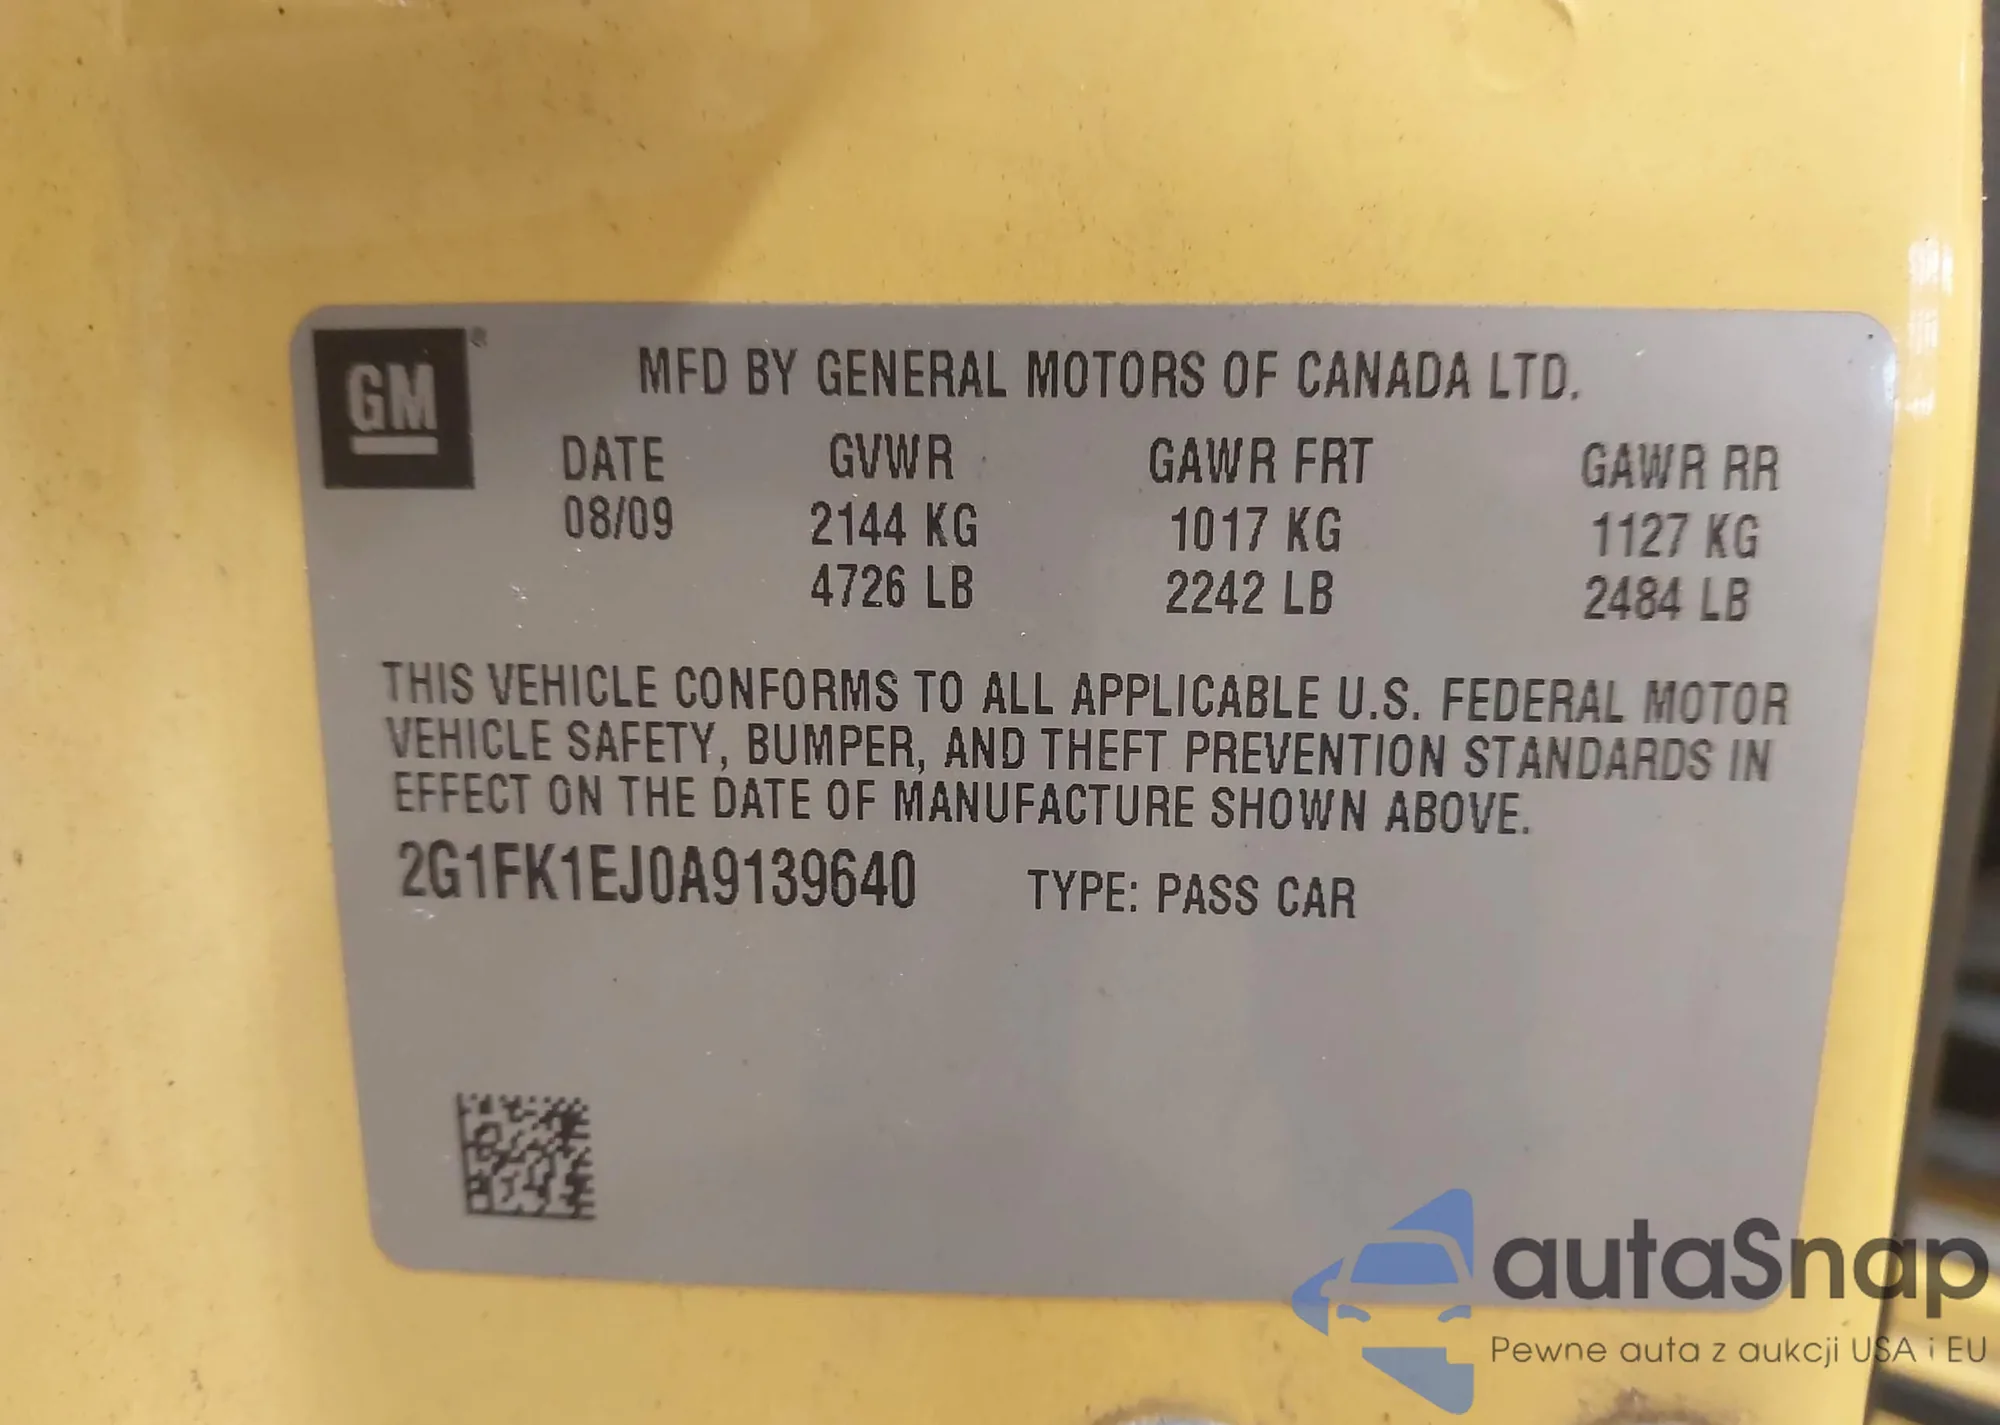 GM®
MFD BY GENERAL MOTORS OF CANADA LTD.
DATE GVWR GAWR FRT GAWR RR
08/09 2144 KG 1017 KG 1127 KG
4726 LB 2242 LB 2484 LB
THIS VEHICLE CONFORMS TO ALL APPLICABLE U.S. FEDERAL MOTOR
VEHICLE SAFETY, BUMPER, AND THEFT PREVENTION STANDARDS IN
EFFECT ON THE DATE OF MANUFACTURE SHOWN ABOVE.
2G1FK1EJ0A9139640 TYPE: PASS CAR
autaSnap
Pewne auta z aukcji USA i EU